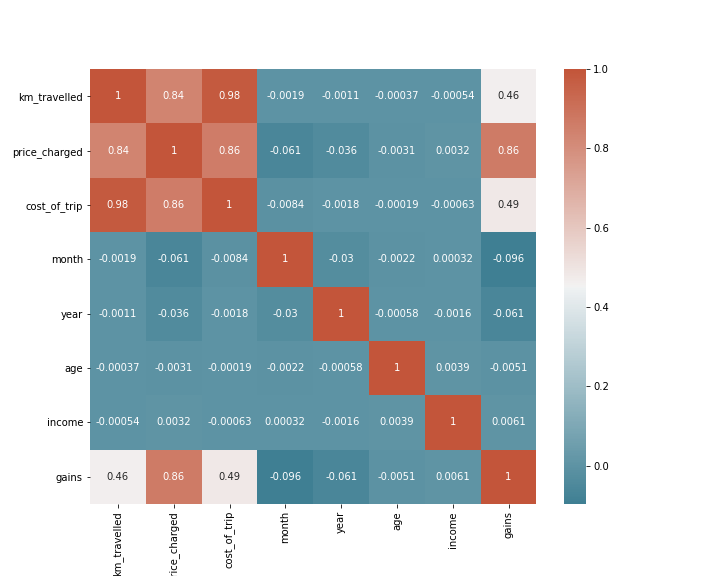 km_travelled 1 0.84 0.98 -0.0019 -0.0011 -0.00037 -0.00054 0.46
price_charged 0.84 1 0.86 -0.061 -0.036 -0.0031 0.0032 0.86
cost_of_trip 0.98 0.86 1 -0.0084 -0.0018 -0.00019 -0.00063 0.49
month -0.0019 -0.061 -0.0084 1 -0.03 -0.0022 0.00032 -0.096
year -0.0011 -0.036 -0.0018 -0.03 1 -0.00058 -0.0016 -0.061
age -0.00037 -0.0031 -0.00019 -0.0022 -0.00058 1 0.0039 -0.0051
income -0.00054 0.0032 -0.00063 0.00032 -0.0016 0.0039 1 0.0061
gains 0.46 0.86 0.49 -0.096 -0.061 -0.0051 0.0061 1
km_travelled
rice_charged
cost_of_trip
month
year
age
income
gains
1.0
0.8
0.6
0.4
0.2
0.0